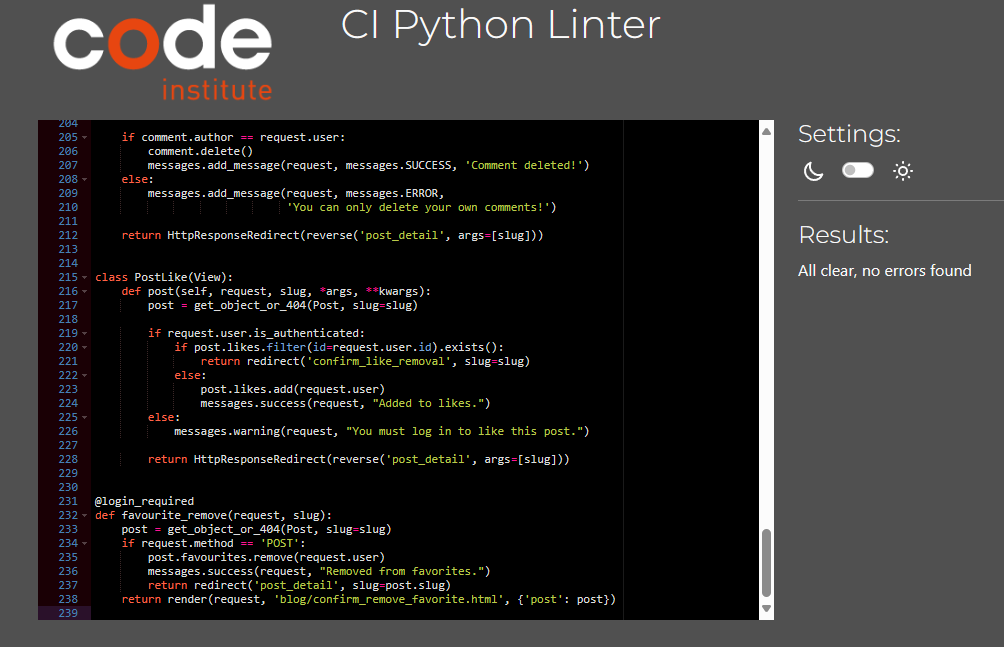 code
institute
CI Python Linter
204
205 if comment.author == request.user:
206 comment.delete()
207 messages.add_message(request, messages.SUCCESS, 'Comment deleted!')
208 else:
209 messages.add_message(request, messages.ERROR,
210 'You can only delete your own comments!')
211
212 return HttpResponseRedirect(reverse('post_detail', args=[slug]))
213
214
215 class PostLike(View):
216 def post(self, request, slug, *args, **kwargs):
217 post = get_object_or_404(Post, slug=slug)
218
219 if request.user.is_authenticated:
220 if post.likes.filter(id=request.user.id).exists():
221 return redirect('confirm_like_removal', slug=slug)
222 else:
223 post.likes.add(request.user)
224 messages.success(request, "Added to likes.")
225 else:
226 messages.warning(request, "You must log in to like this post.")
227
228 return HttpResponseRedirect(reverse('post_detail', args=[slug]))
229
230
231 @login_required
232 def favourite_remove(request, slug):
233 post = get_object_or_404(Post, slug=slug)
234 if request.method == 'POST':
235 post.favourites.remove(request.user)
236 messages.success(request, "Removed from favorites.")
237 return redirect('post_detail', slug=post.slug)
238 return render(request, 'blog/confirm_remove_favorite.html', {'post': post})
239
Settings:
Results:
All clear, no errors found